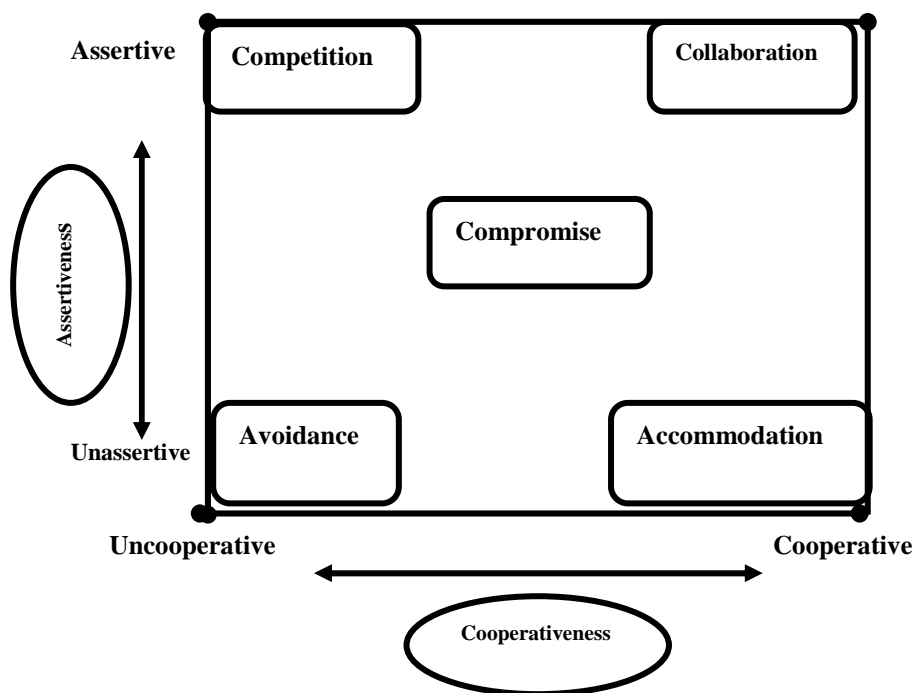 Assertive
Competition
Collaboration
Compromise
Assertiveness
Avoidance
Accommodation
Unassertive
Uncooperative
Cooperative
Cooperativeness